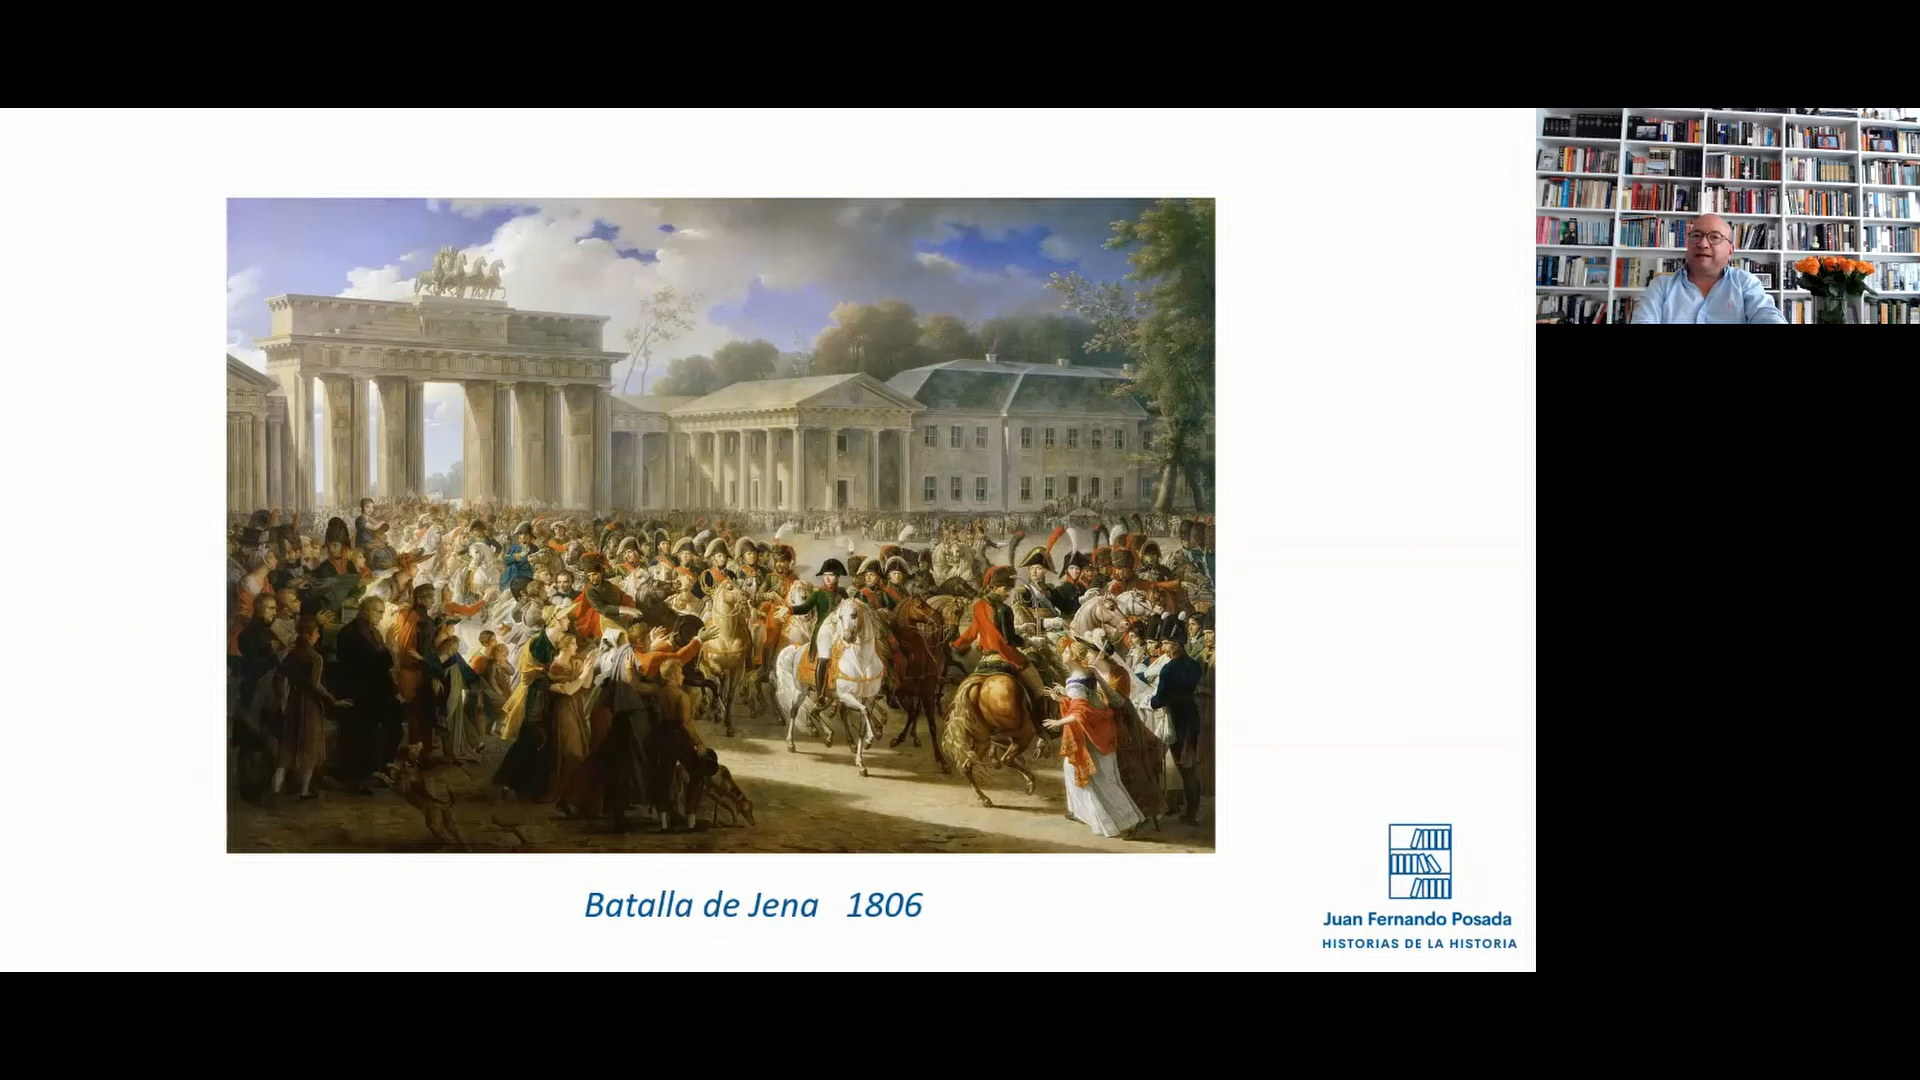 Batalla de Jena 1806
Juan Fernando Posada
HISTORIAS DE LA HISTORIA